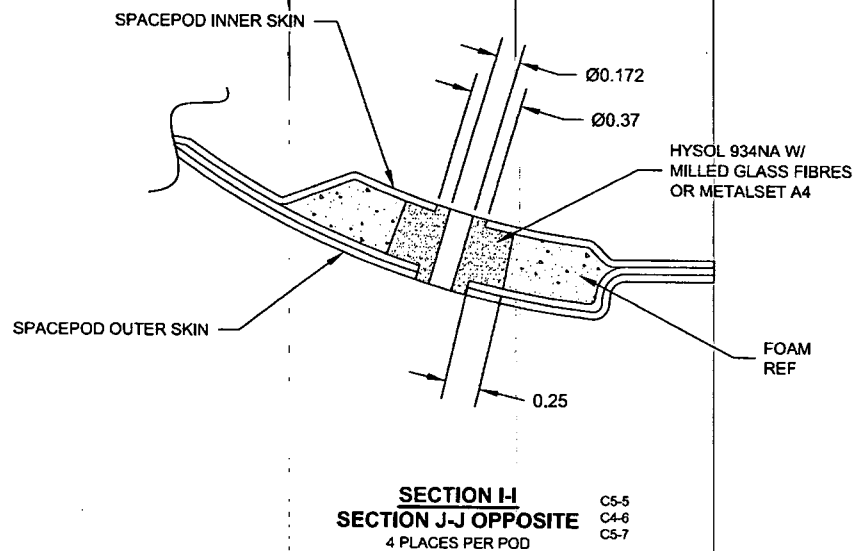 SPACEPOD INNER SKIN
Ø0.172
Ø0.37
HYSOL 934NA W/
MILLED GLASS FIBRES
OR METALSET A4
SPACEPOD OUTER SKIN
FOAM
REF
0.25
SECTION I-I
SECTION J-J OPPOSITE
4 PLACES PER POD
C5-5
C4-6
C5-7